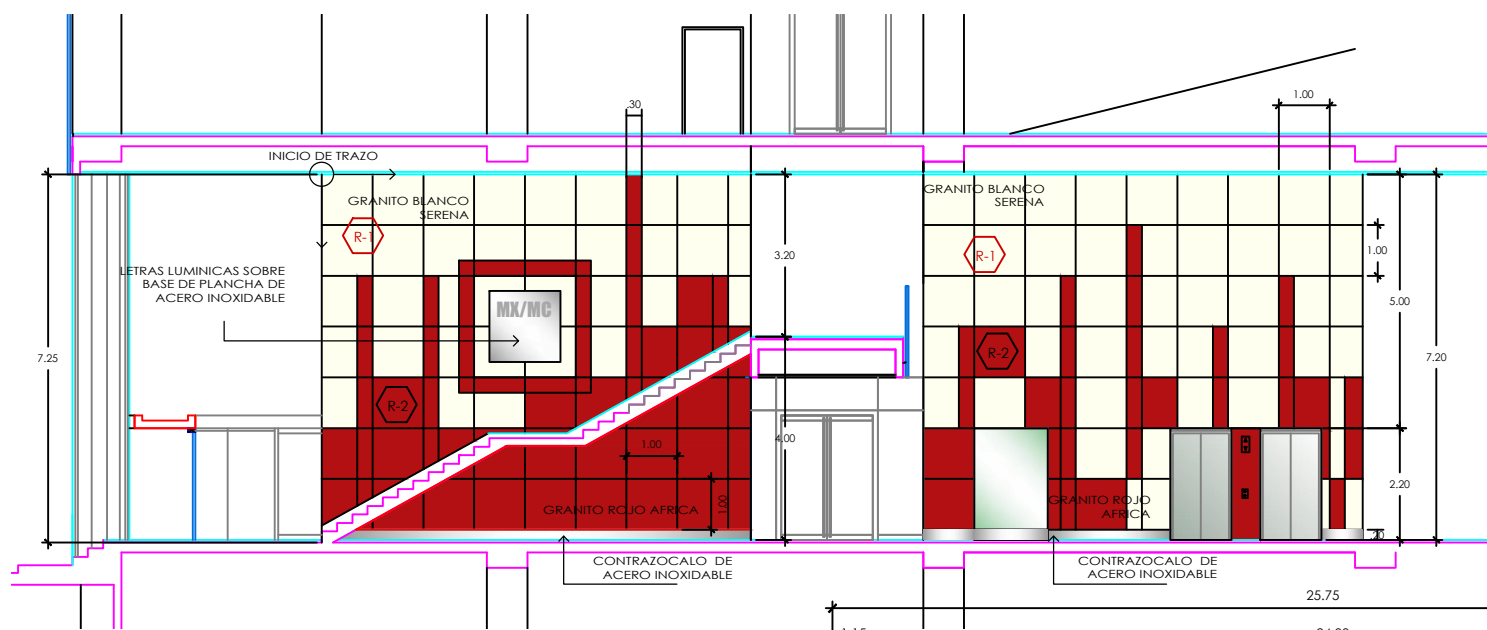 .30
1.00
INICIO DE TRAZO
GRANITO BLANCO
SERENA
GRANITO BLANCO
SERENA
R-1
R-1
1.00
3.20
LETRAS LUMINICAS SOBRE
BASE DE PLANCHA DE
ACERO INOXIDABLE
MX/MC
5.00
7.25
R-2
7.20
R-2
1.00
4.00
2.20
1.00
GRANITO ROJO AFRICA
GRANITO ROJO
AFRICA
.20
CONTRAZOCALO DE
ACERO INOXIDABLE
CONTRAZOCALO DE
ACERO INOXIDABLE
25.75